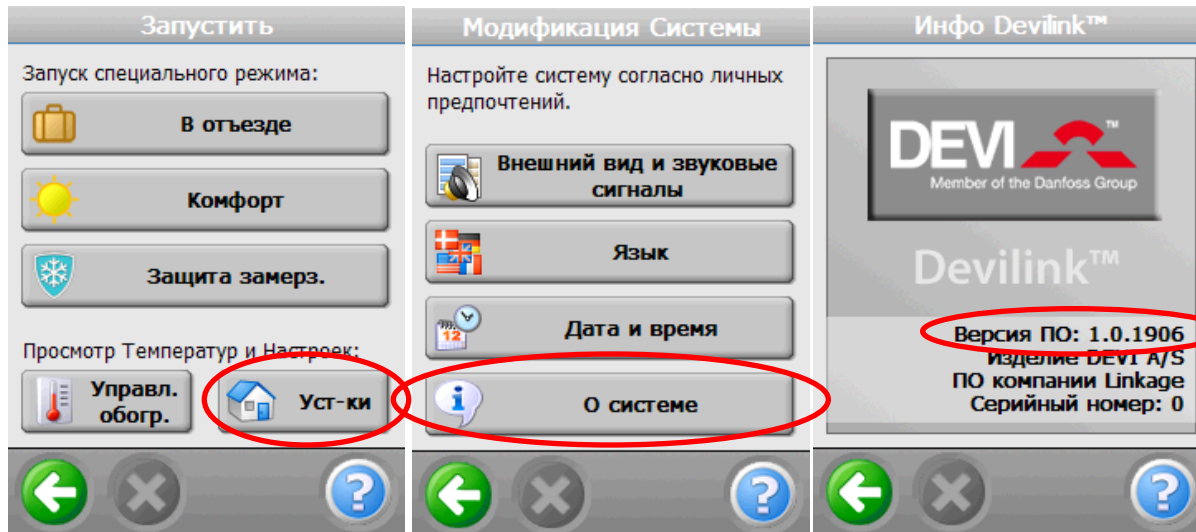 Запустить
Запуск специального режима:
В отъезде
Комфорт
Защита замерз.
Просмотр Температур и Настроек:
Управл.
обогр.
Уст-ки
Модификация Системы
Настройте систему согласно личных
предпочтений.
Внешний вид и звуковые
сигналы
Язык
12
Дата и время
О системе
Инфо Devilink™
DEVI™
Member of the Danfoss Group
Devilink™
Версия ПО: 1.0.1906
Изделие DEVI A/S
ПО компании Linkage
Серийный номер: 0